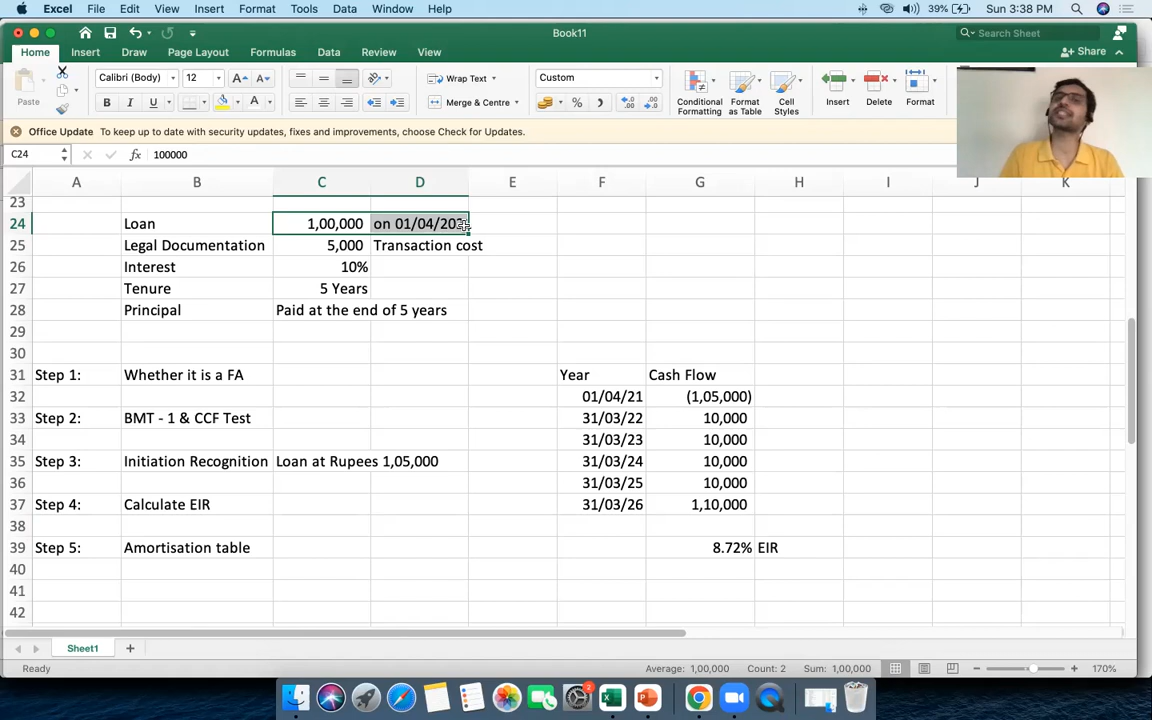 Excel File Edit View Insert Format Tools Data Window Help 39% Sun 3:38 PM
Book11
Search Sheet
Home Insert Draw Page Layout Formulas Data Review View
Share
Paste Calibri (Body) 12 A A Wrap Text Custom
B I U A Merge & Centre % Conditional Formatting Format as Table Cell Styles Insert Delete Format
Office Update To keep up to date with security updates, fixes and improvements, choose Check for Updates.
C24 fx 100000
A B C D E F G H I J K
23
24 Loan 1,00,000 on 01/04/202
25 Legal Documentation 5,000 Transaction cost
26 Interest 10%
27 Tenure 5 Years
28 Principal Paid at the end of 5 years
29
30
31 Step 1: Whether it is a FA Year Cash Flow
32 01/04/21 (1,05,000)
33 Step 2: BMT - 1 & CCF Test 31/03/22 10,000
34 31/03/23 10,000
35 Step 3: Initiation Recognition Loan at Rupees 1,05,000 31/03/24 10,000
36 31/03/25 10,000
37 Step 4: Calculate EIR 31/03/26 1,10,000
38
39 Step 5: Amortisation table 8.72% EIR
40
41
42
Sheet1
Ready Average: 1,00,000 Count: 2 Sum: 1,00,000 170%